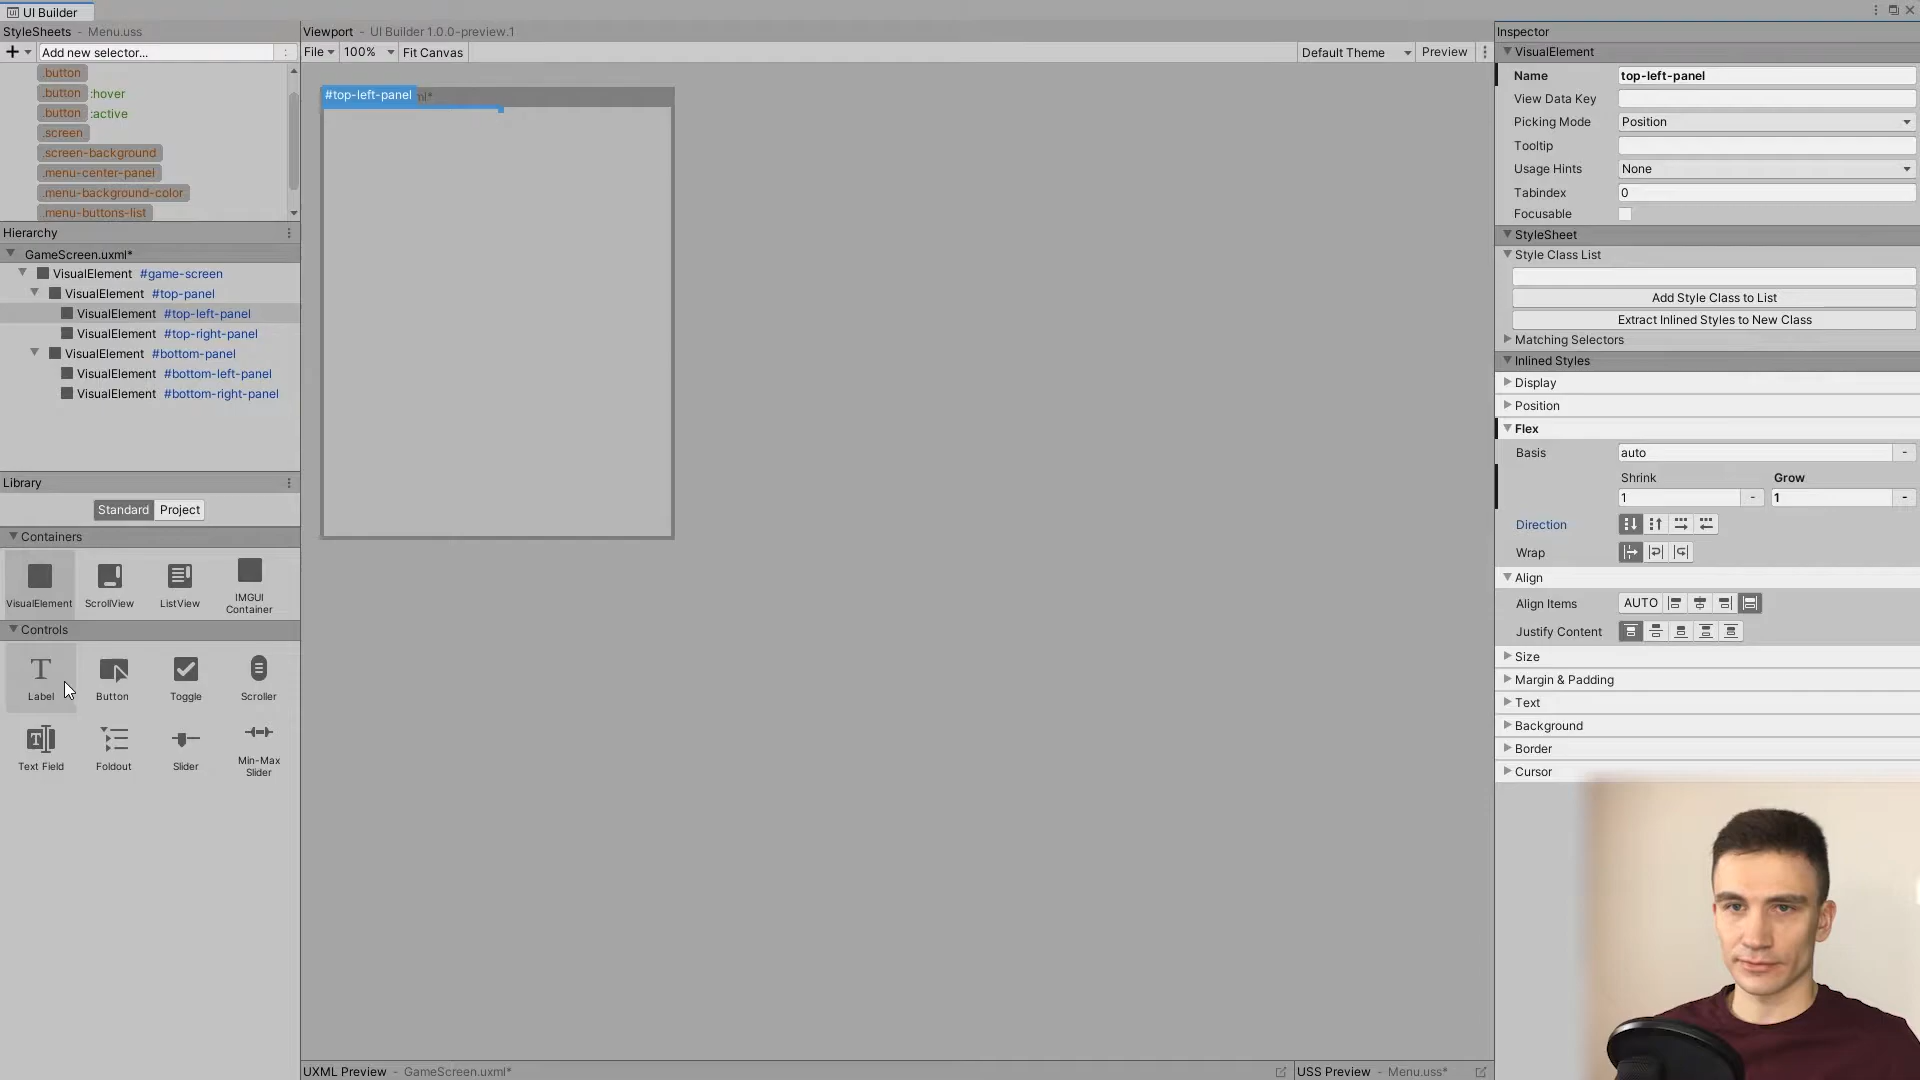 UI Builder
StyleSheets - Menu.uss
Add new selector...
.button
.button :hover
.button :active
.screen
.screen-background
.menu-center-panel
.menu-background-color
.menu-buttons-list
Hierarchy
GameScreen.uxml*
VisualElement #game-screen
VisualElement #top-panel
VisualElement #top-left-panel
VisualElement #top-right-panel
VisualElement #bottom-panel
VisualElement #bottom-left-panel
VisualElement #bottom-right-panel
Library
Standard Project
Containers
VisualElement ScrollView ListView IMGUI Container
Controls
Label Button Toggle Scroller
Text Field Foldout Slider Min-Max Slider
Viewport - UI Builder 1.0.0-preview.1
File 100% Fit Canvas Default Theme Preview
#top-left-panel ml*
UXML Preview - GameScreen.uxml*
USS Preview - Menu.uss*
Inspector
VisualElement
Name top-left-panel
View Data Key
Picking Mode Position
Tooltip
Usage Hints None
Tabindex 0
Focusable
StyleSheet
Style Class List
Add Style Class to List
Extract Inlined Styles to New Class
Matching Selectors
Inlined Styles
Display
Position
Flex
Basis auto -
Shrink Grow
1 - 1 -
Direction
Wrap
Align
Align Items AUTO
Justify Content
Size
Margin & Padding
Text
Background
Border
Cursor